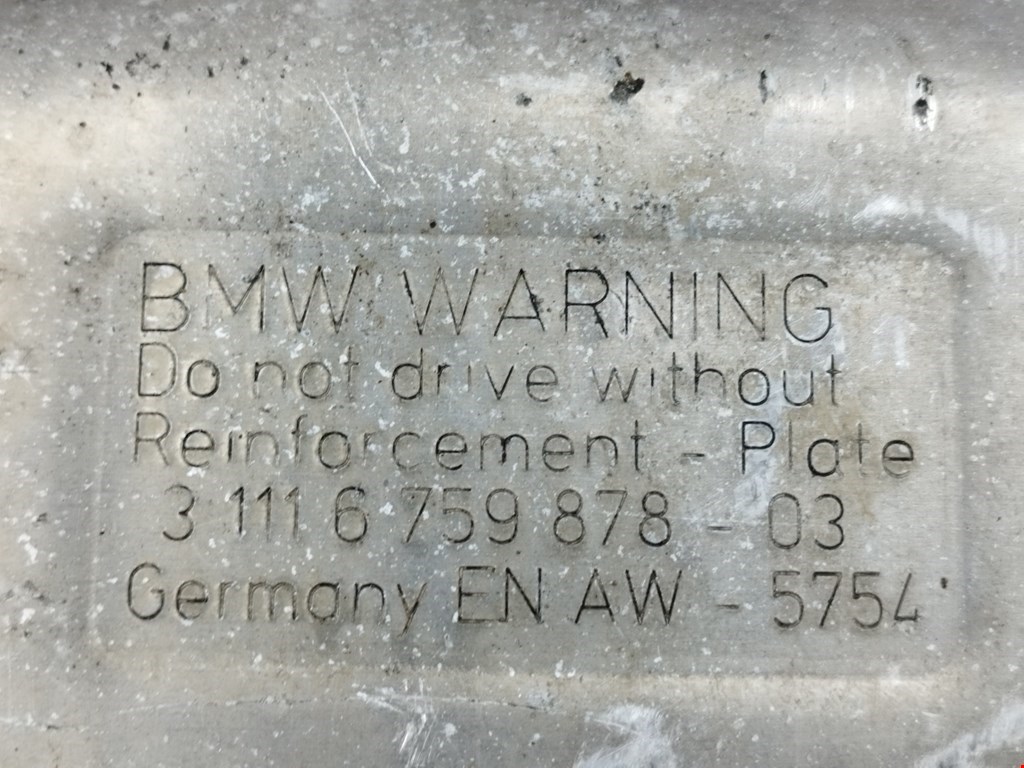 BMW WARNING
Do not drive without
Reinforcement - Plate
3 111 6 759 878 - 03
Germany EN AW - 5754